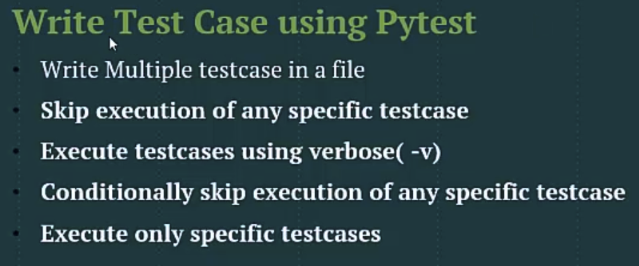 Write Test Case using Pytest
• Write Multiple testcase in a file
• Skip execution of any specific testcase
• Execute testcases using verbose( -v)
• Conditionally skip execution of any specific testcase
• Execute only specific testcases